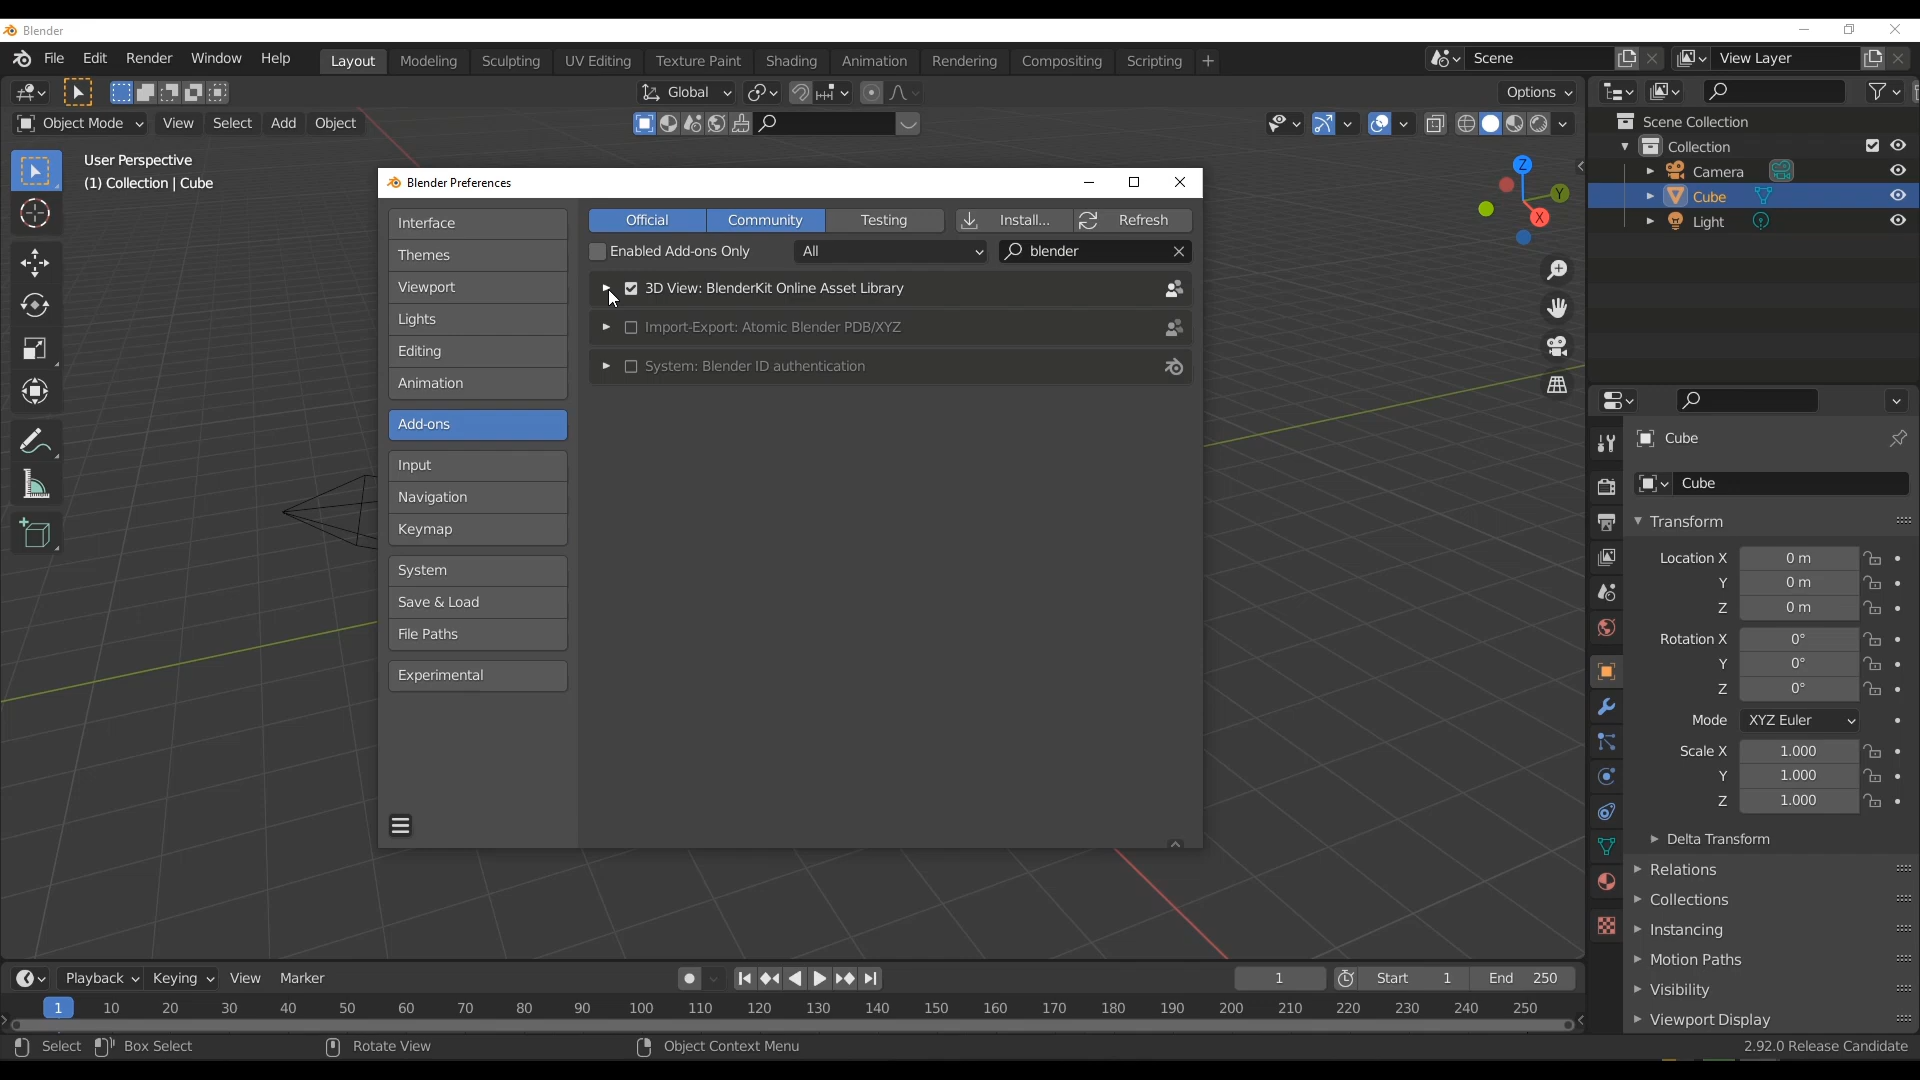 Blender
File Edit Render Window Help Layout Modeling Sculpting UV Editing Texture Paint Shading Animation Rendering Compositing Scripting + Scene View Layer
Global Options
Object Mode View Select Add Object
User Perspective
(1) Collection | Cube
Z
Y
X
Blender Preferences
Interface
Themes
Viewport
Lights
Editing
Animation
Add-ons
Input
Navigation
Keymap
System
Save & Load
File Paths
Experimental
Official Community Testing Install... Refresh
Enabled Add-ons Only All blender
3D View: BlenderKit Online Asset Library
Import-Export: Atomic Blender PDB/XYZ
System: Blender ID authentication
Scene Collection
Collection
Camera
Cube
Light
Cube
Cube
Transform
Location X 0 m
Y 0 m
Z 0 m
Rotation X 0°
Y 0°
Z 0°
Mode XYZ Euler
Scale X 1.000
Y 1.000
Z 1.000
Delta Transform
Relations
Collections
Instancing
Motion Paths
Visibility
Viewport Display
Playback Keying View Marker 1 Start 1 End 250
1 10 20 30 40 50 60 70 80 90 100 110 120 130 140 150 160 170 180 190 200 210 220 230 240 250
Select Box Select Rotate View Object Context Menu 2.92.0 Release Candidate